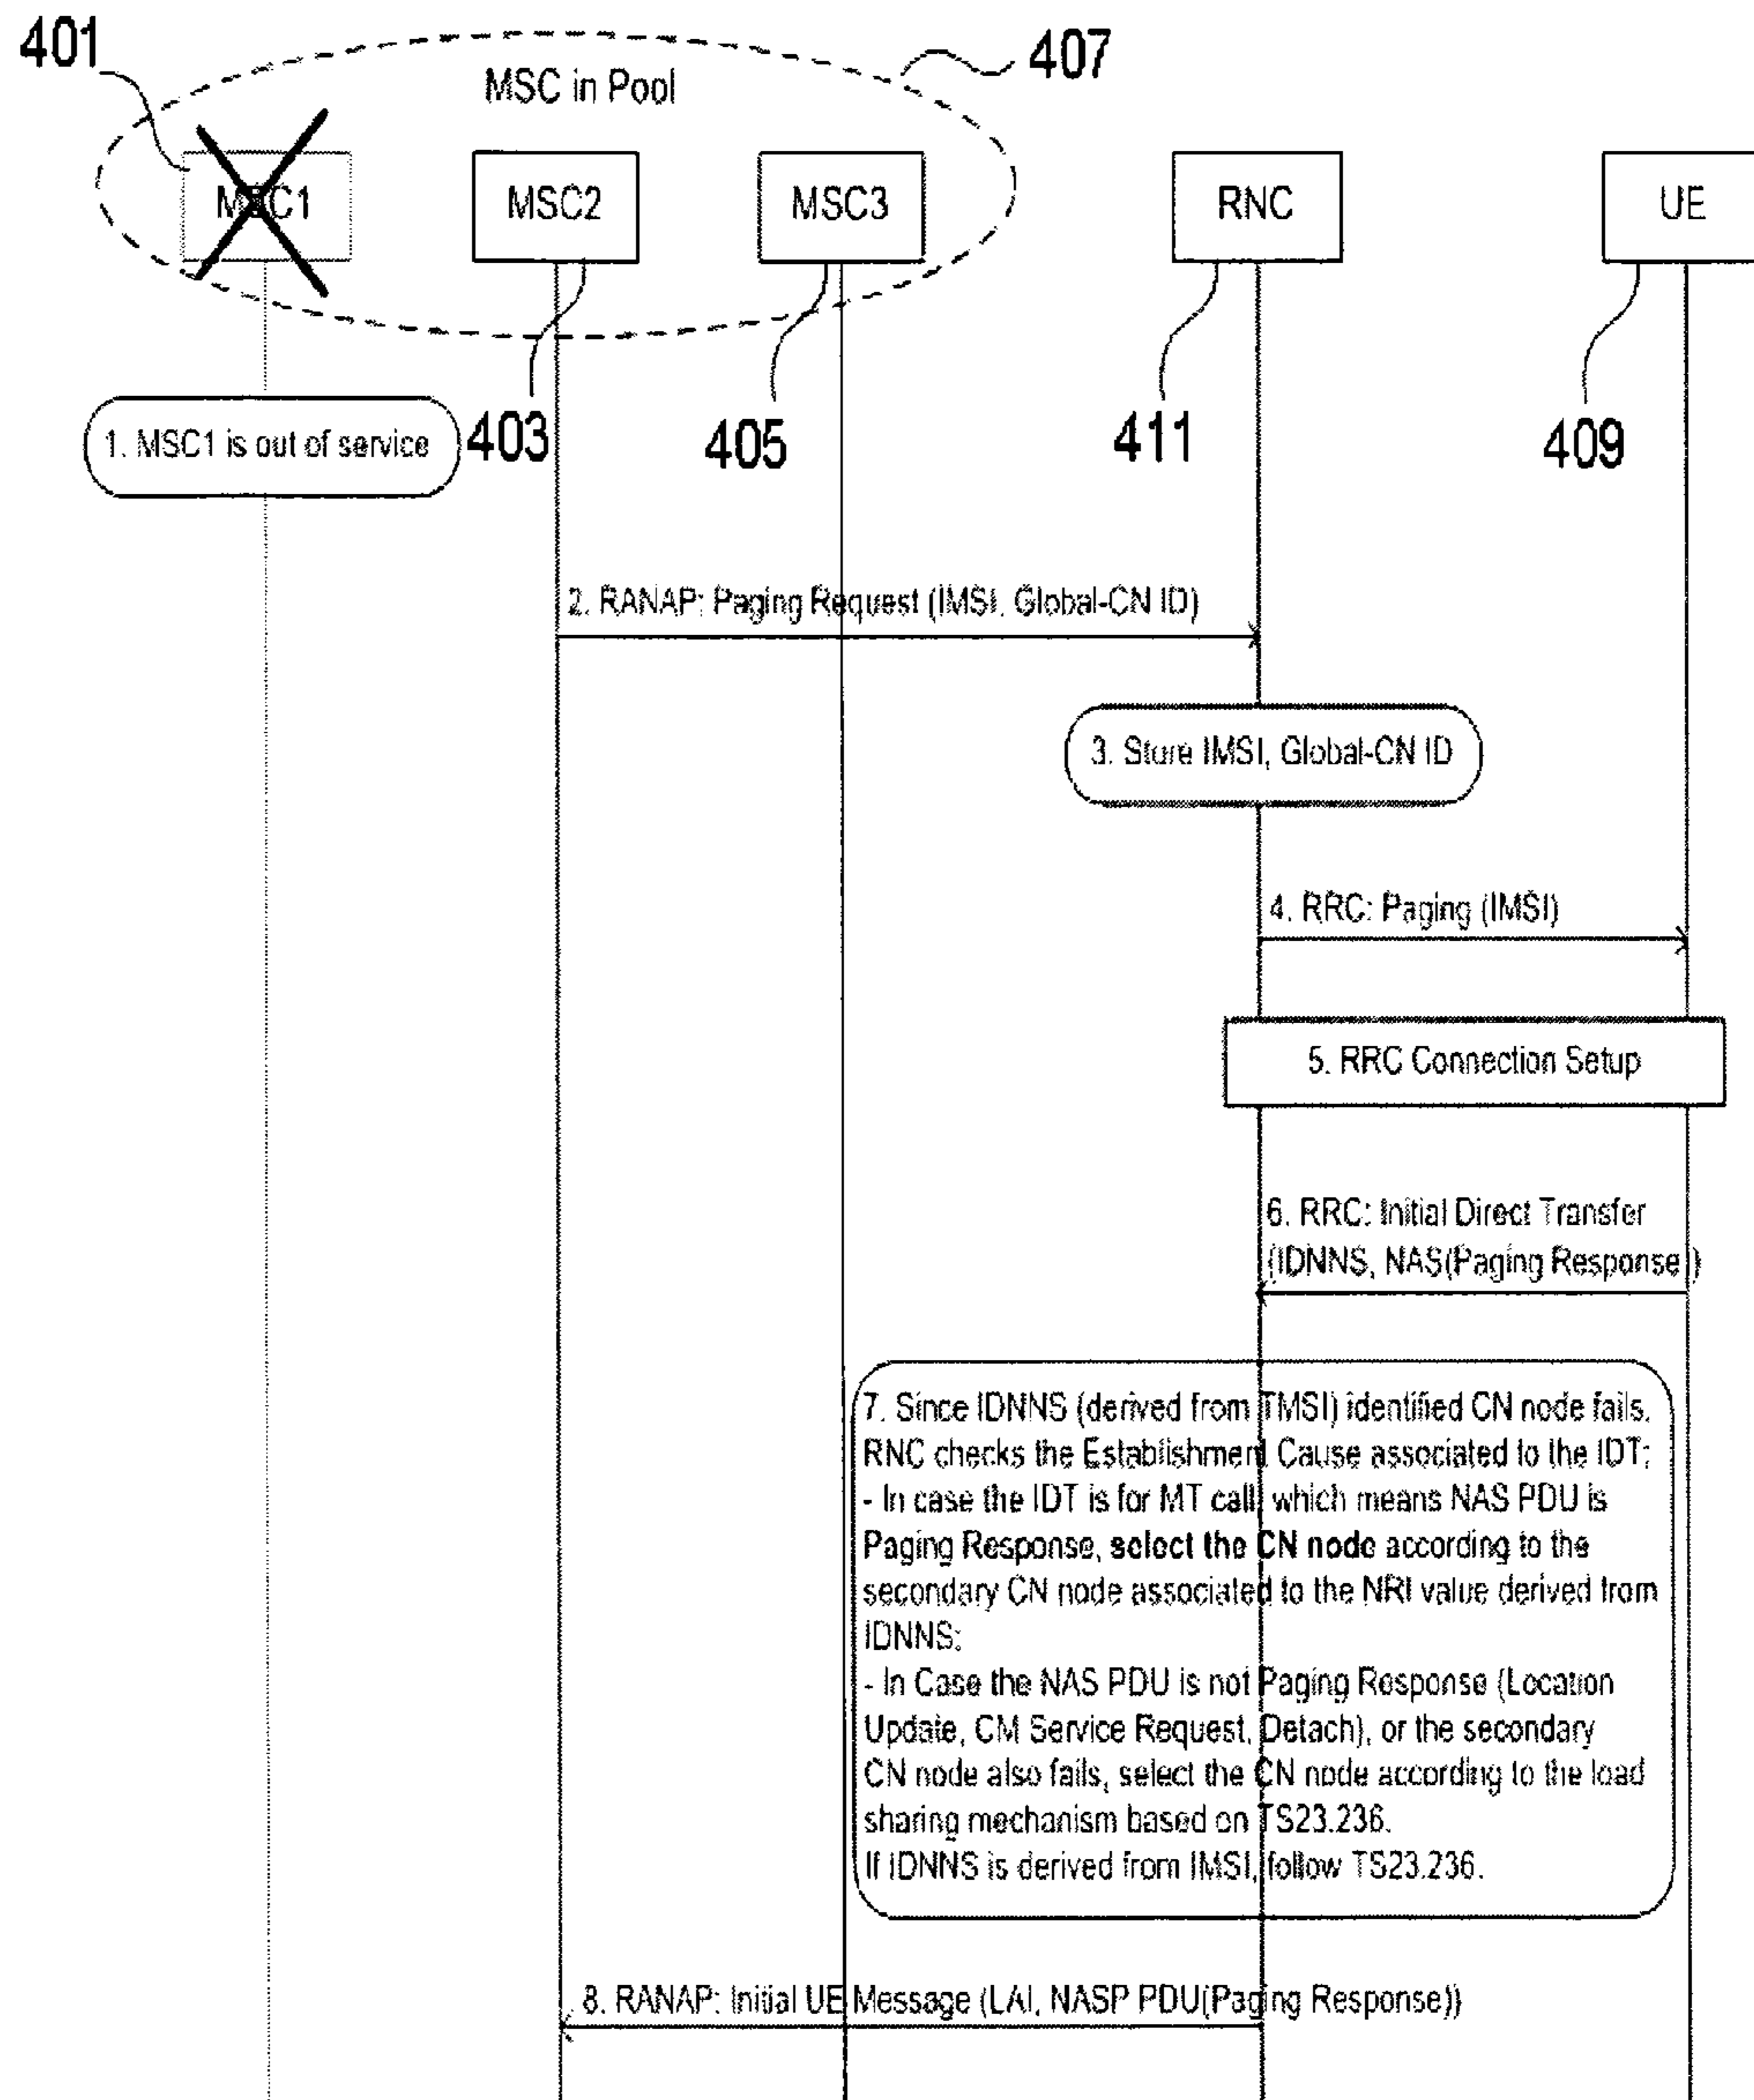 401
407
MSC in Pool
MSC1
MSC2
MSC3
RNC
UE
1. MSC1 is out of service
403
405
411
409
2. RANAP: Paging Request (IMSI, Global-CN ID)
3. Store IMSI, Global-CN ID
4. RRC: Paging (IMSI)
5. RRC Connection Setup
6. RRC: Initial Direct Transfer
(IDNNS, NAS(Paging Response))
7. Since IDNNS (derived from TMSI) identified CN node fails,
RNC checks the Establishment Cause associated to the IDT;
- In case the IDT is for MT call, which means NAS PDU is
Paging Response, select the CN node according to the
secondary CN node associated to the NRI value derived from
IDNNS;
- In Case the NAS PDU is not Paging Response (Location
Update, CM Service Request, Detach), or the secondary
CN node also fails, select the CN node according to the load
sharing mechanism based on TS23.236.
If IDNNS is derived from IMSI, follow TS23.236.
8. RANAP: Initial UE Message (LAI, NASP PDU(Paging Response))